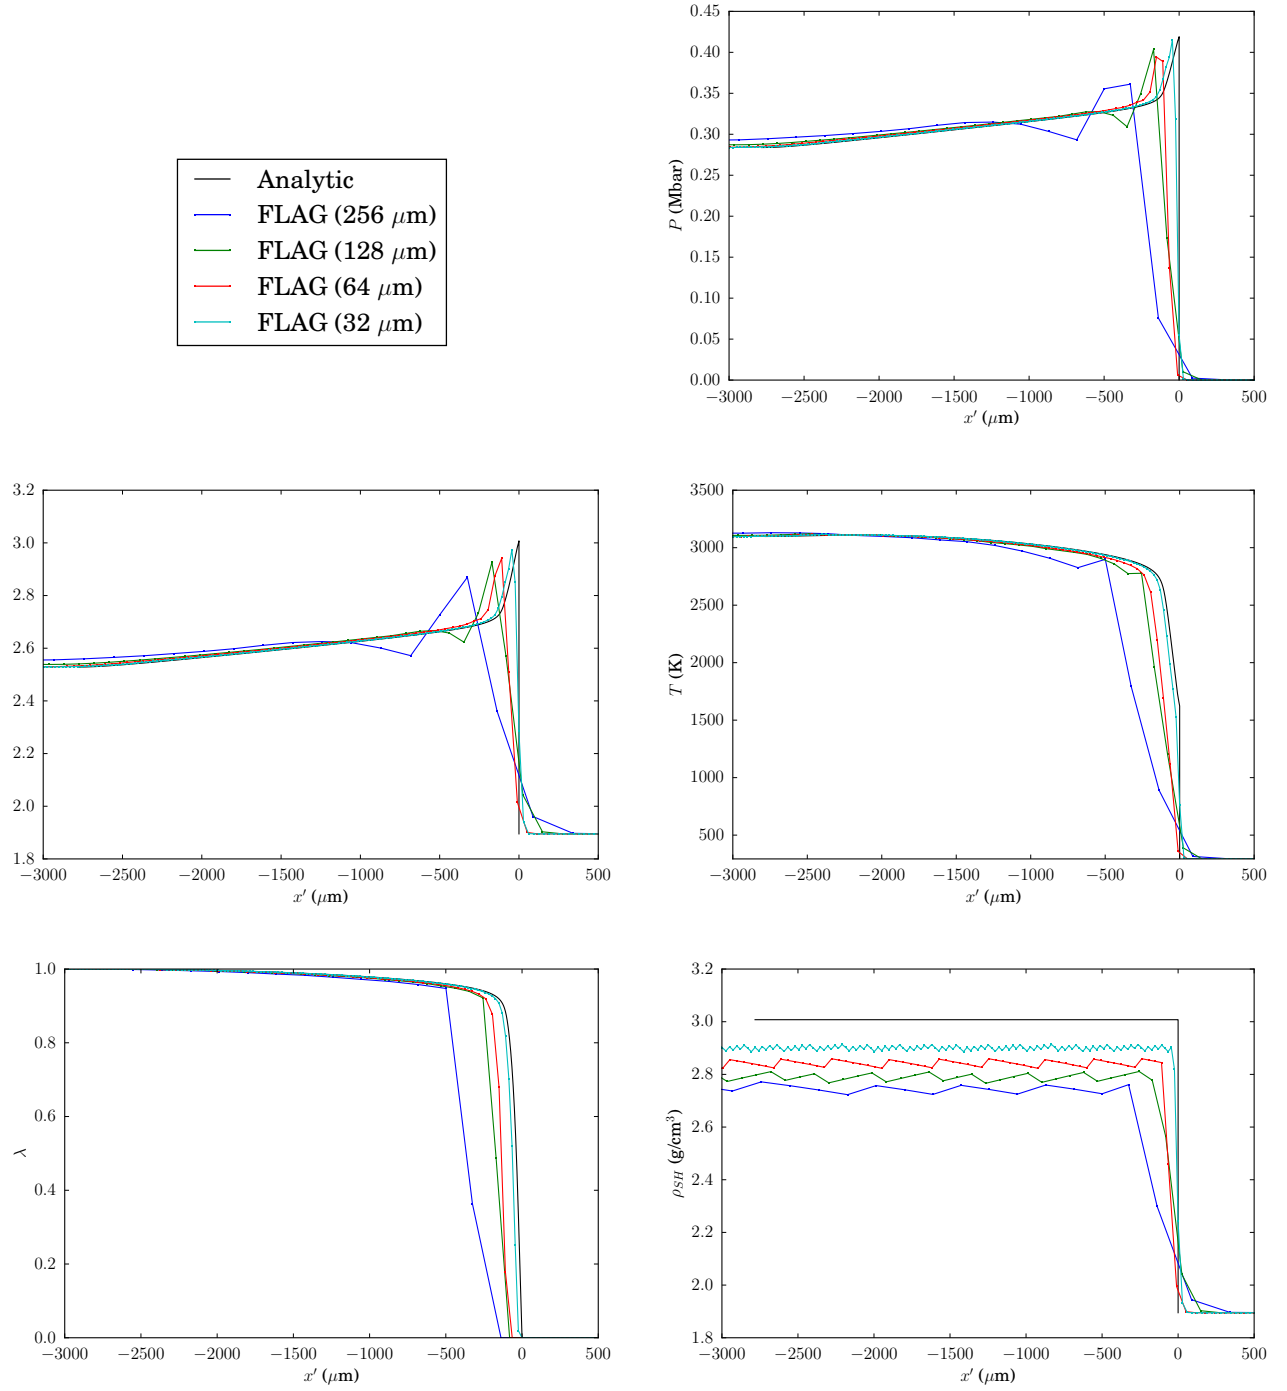 Analytic
FLAG (256 μm)
FLAG (128 μm)
FLAG (64 μm)
FLAG (32 μm)
0.45
0.40
0.35
0.30
0.25
0.20
0.15
0.10
0.05
0.00
P (Mbar)
−3000 −2500 −2000 −1500 −1000 −500 0 500
x′ (μm)
3.2
3.0
2.8
2.6
2.4
2.2
2.0
1.8
−3000 −2500 −2000 −1500 −1000 −500 0 500
x′ (μm)
3500
3000
2500
2000
1500
1000
500
T (K)
−3000 −2500 −2000 −1500 −1000 −500 0 500
x′ (μm)
1.0
0.8
0.6
0.4
0.2
0.0
λ
−3000 −2500 −2000 −1500 −1000 −500 0 500
x′ (μm)
3.2
3.0
2.8
2.6
2.4
2.2
2.0
1.8
ρSH (g/cm³)
−3000 −2500 −2000 −1500 −1000 −500 0 500
x′ (μm)